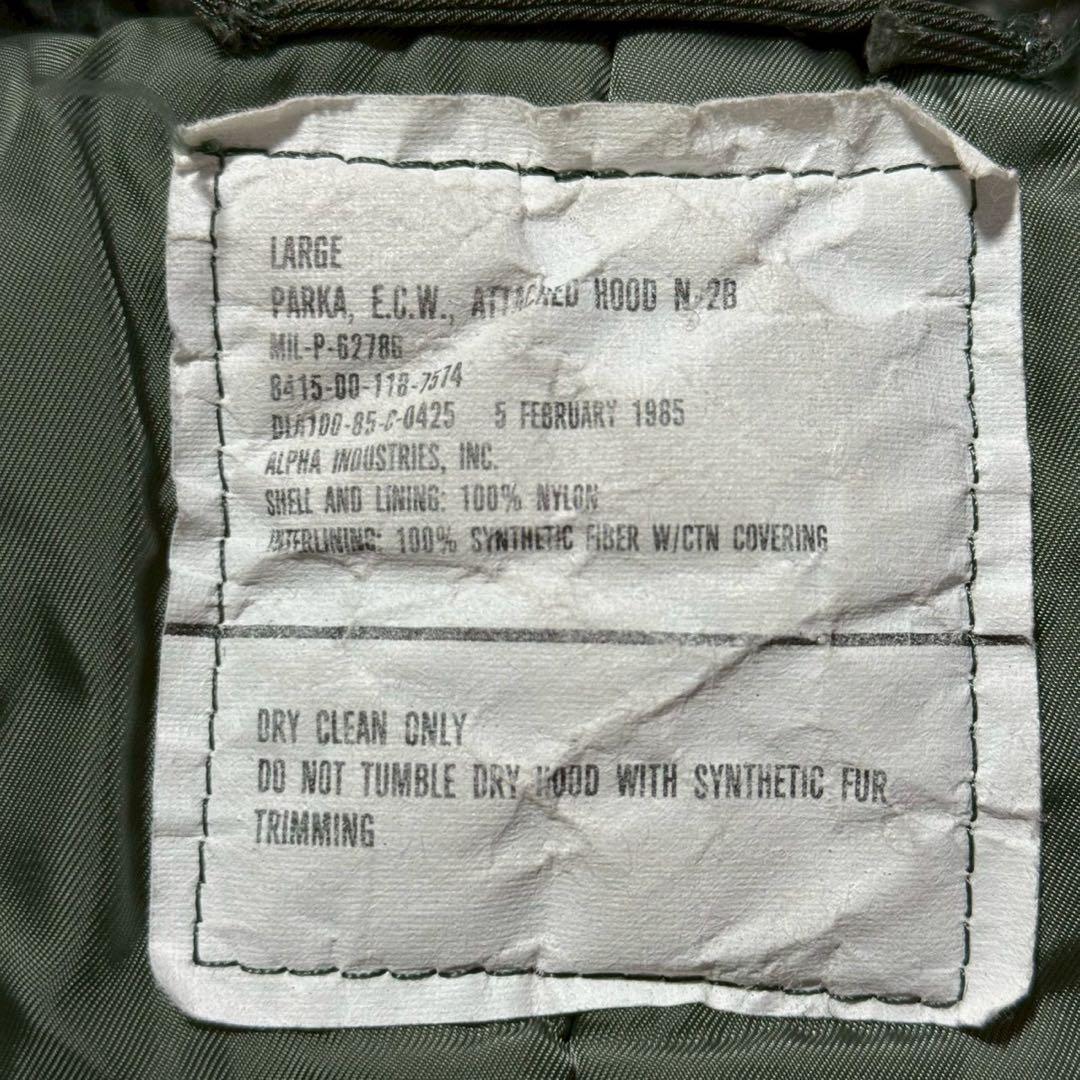 LARGE
PARKA, E.C.W., ATTACHED HOOD N-2B
MIL-P-6278G
8415-00-118-7574
DLA100-85-C-0425 5 FEBRUARY 1985
ALPHA INDUSTRIES, INC.
SHELL AND LINING: 100% NYLON
INTERLINING: 100% SYNTHETIC FIBER W/CTN COVERING
DRY CLEAN ONLY
DO NOT TUMBLE DRY HOOD WITH SYNTHETIC FUR
TRIMMING